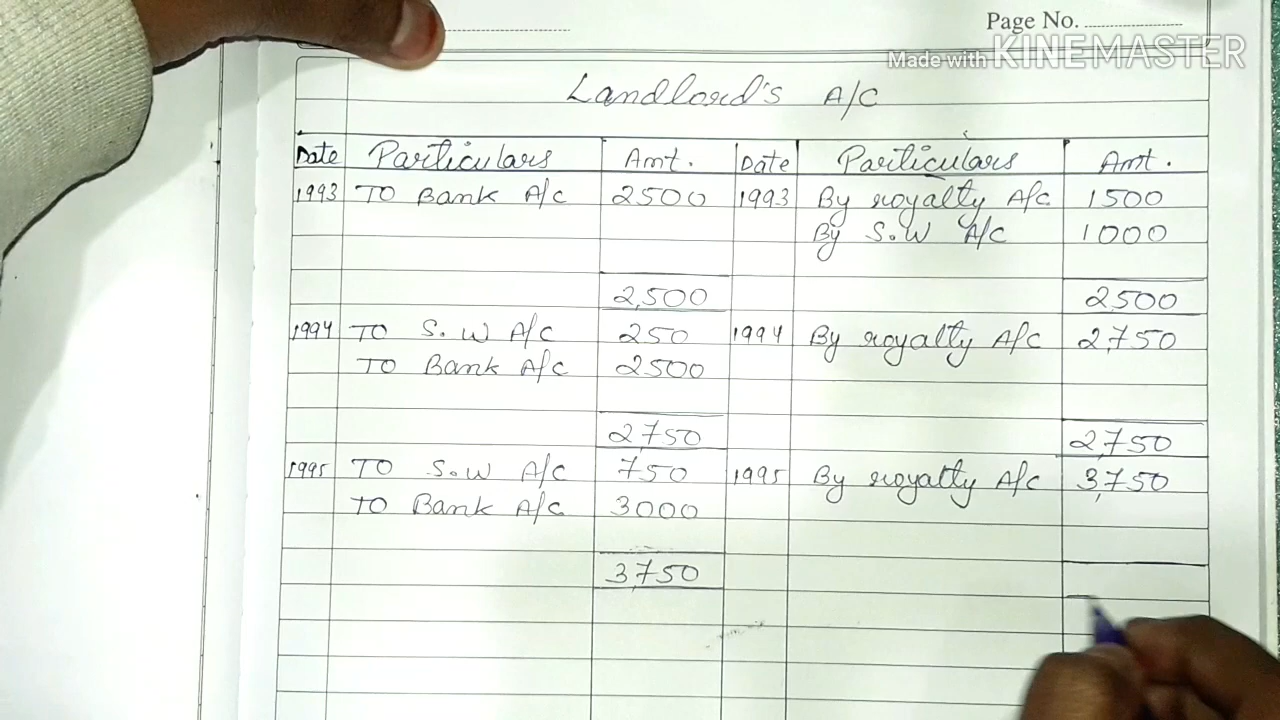 Page No.
Made with KINEMASTER
Landlord's A/C
Date Particulars Amt. Date Particulars Amt.
1993 TO Bank A/C 2500 1993 By royalty A/C 1500
By S.W A/C 1000
2,500 2500
1994 TO S.W A/C 250 1994 By royalty A/C 2,750
TO Bank A/C 2500
2750 2,750
1995 TO S.W A/C 750 1995 By royalty A/C 3,750
TO Bank A/C 3000
3,750